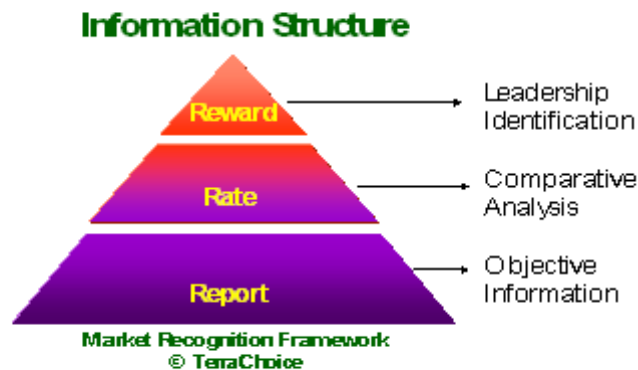 Information Structure
Reward
Leadership
Identification
Rate
Comparative
Analysis
Report
Objective
Information
Market Recognition Framework
© TerraChoice